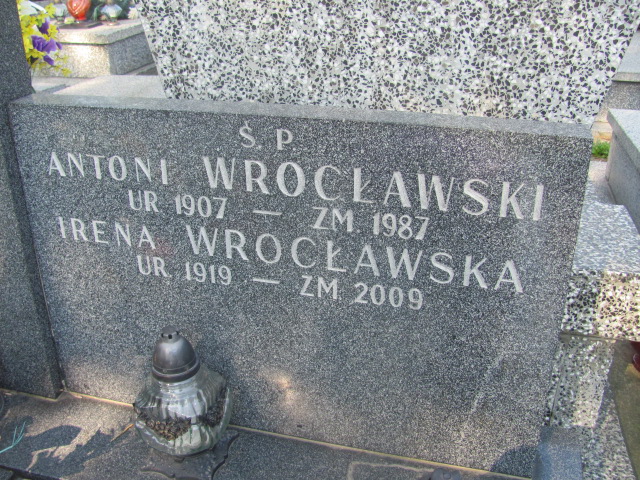 Ś. P.
ANTONI WROCŁAWSKI
UR 1907 — ZM 1987
IRENA WROCŁAWSKA
UR. 1919 — ZM 2009